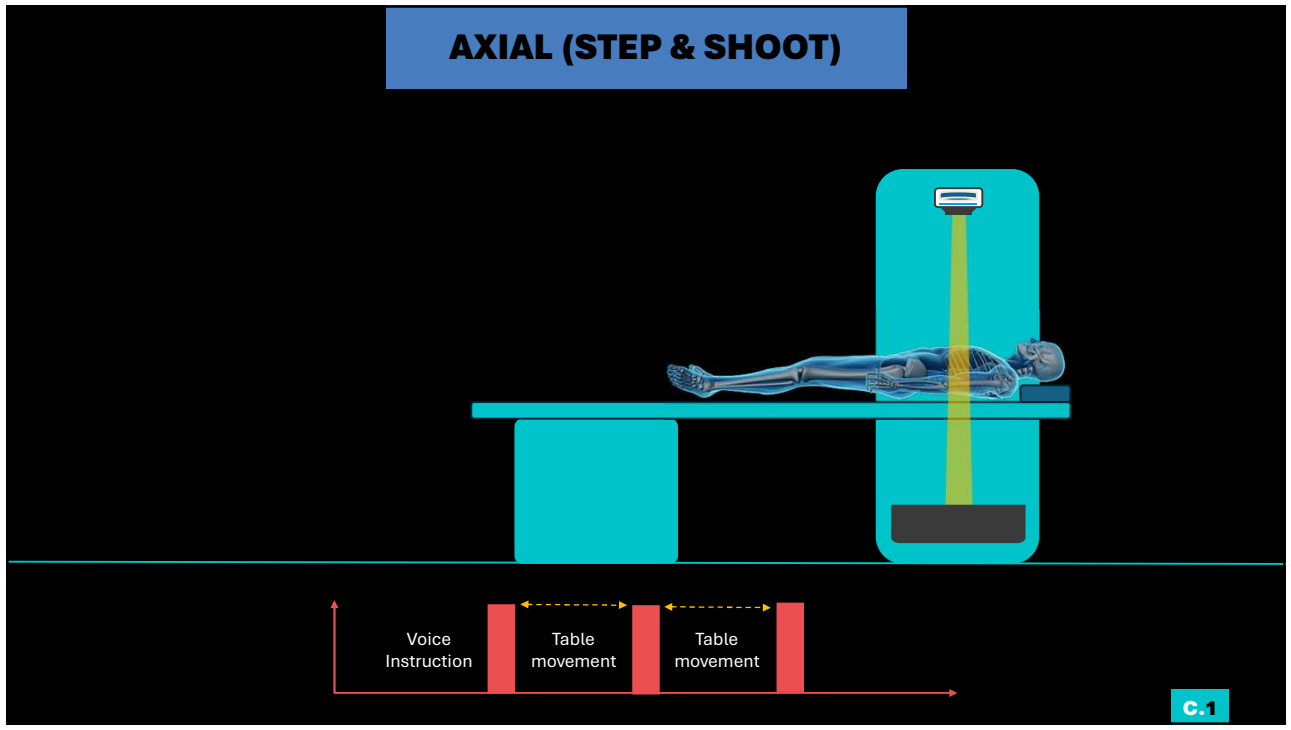 AXIAL (STEP & SHOOT)
Voice
Instruction
Table
movement
Table
movement
C.1